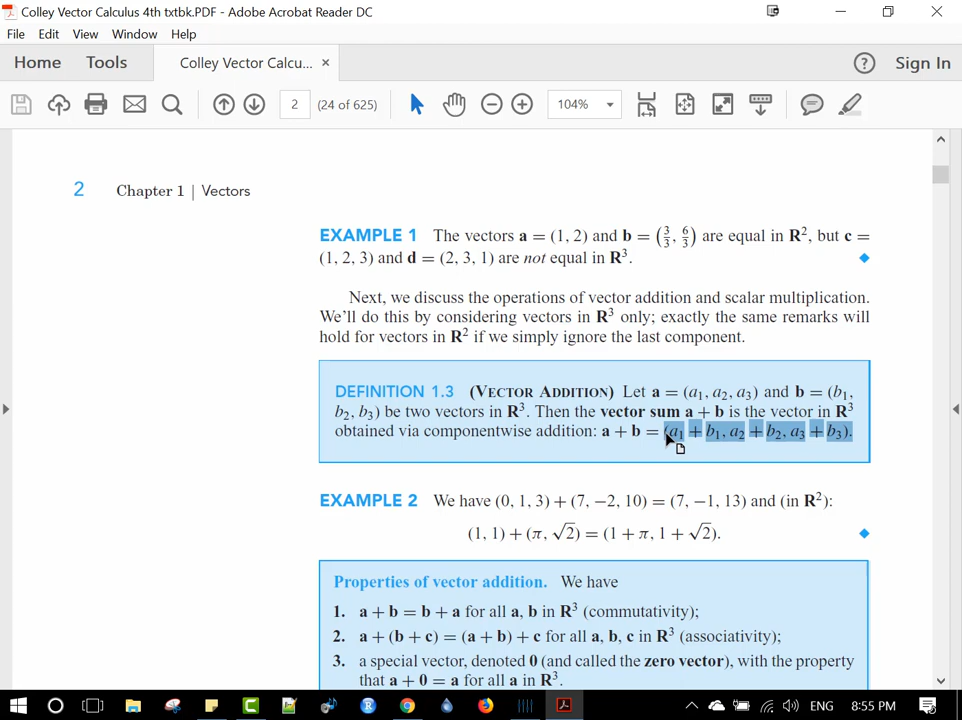 Colley Vector Calculus 4th txtbk.PDF - Adobe Acrobat Reader DC
File Edit View Window Help
Home Tools Colley Vector Calcu... × Sign In
2 (24 of 625) 104%
2 Chapter 1 | Vectors
EXAMPLE 1 The vectors a = (1, 2) and b = (3/3, 6/3) are equal in R², but c =
(1, 2, 3) and d = (2, 3, 1) are not equal in R³.
Next, we discuss the operations of vector addition and scalar multiplication.
We'll do this by considering vectors in R³ only; exactly the same remarks will
hold for vectors in R² if we simply ignore the last component.
DEFINITION 1.3 (VECTOR ADDITION) Let a = (a₁, a₂, a₃) and b = (b₁,
b₂, b₃) be two vectors in R³. Then the vector sum a + b is the vector in R³
obtained via componentwise addition: a + b = (a₁ + b₁, a₂ + b₂, a₃ + b₃).
EXAMPLE 2 We have (0, 1, 3) + (7, −2, 10) = (7, −1, 13) and (in R²):
(1, 1) + (π, √2) = (1 + π, 1 + √2).
Properties of vector addition. We have
1. a + b = b + a for all a, b in R³ (commutativity);
2. a + (b + c) = (a + b) + c for all a, b, c in R³ (associativity);
3. a special vector, denoted 0 (and called the zero vector), with the property
that a + 0 = a for all a in R³.
ENG 8:55 PM